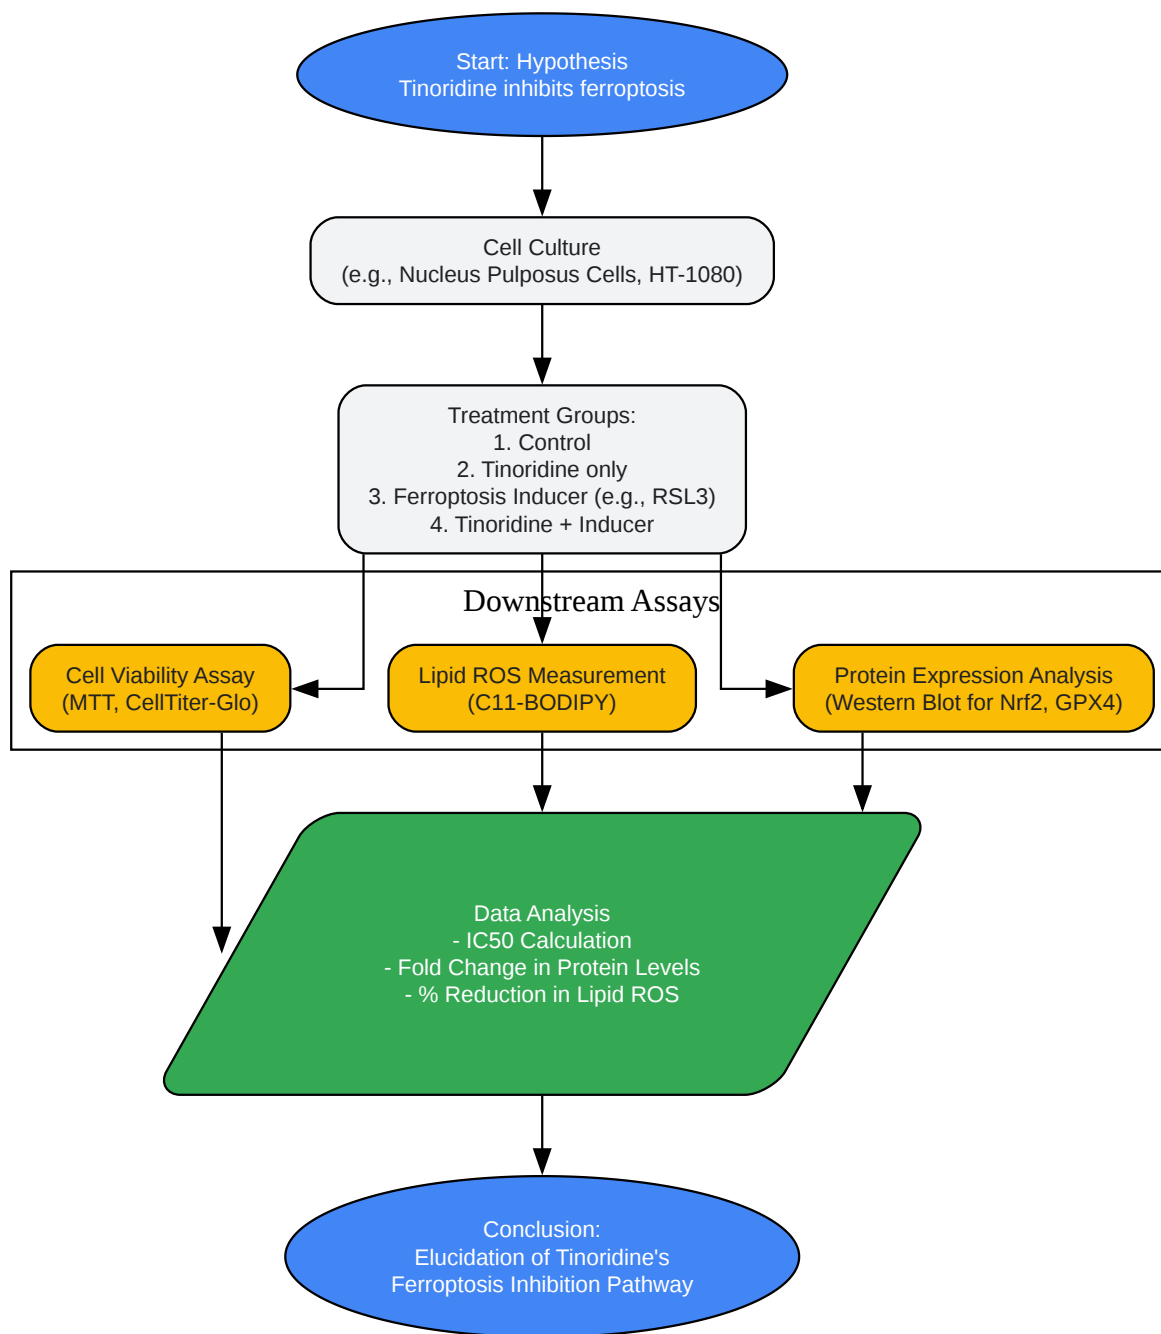 Start: Hypothesis
Tinoridine inhibits ferroptosis
Cell Culture
(e.g., Nucleus Pulposus Cells, HT-1080)
Treatment Groups:
1. Control
2. Tinoridine only
3. Ferroptosis Inducer (e.g., RSL3)
4. Tinoridine + Inducer
Downstream Assays
Cell Viability Assay
(MTT, CellTiter-Glo)
Lipid ROS Measurement
(C11-BODIPY)
Protein Expression Analysis
(Western Blot for Nrf2, GPX4)
Data Analysis
- IC50 Calculation
- Fold Change in Protein Levels
- % Reduction in Lipid ROS
Conclusion:
Elucidation of Tinoridine's
Ferroptosis Inhibition Pathway